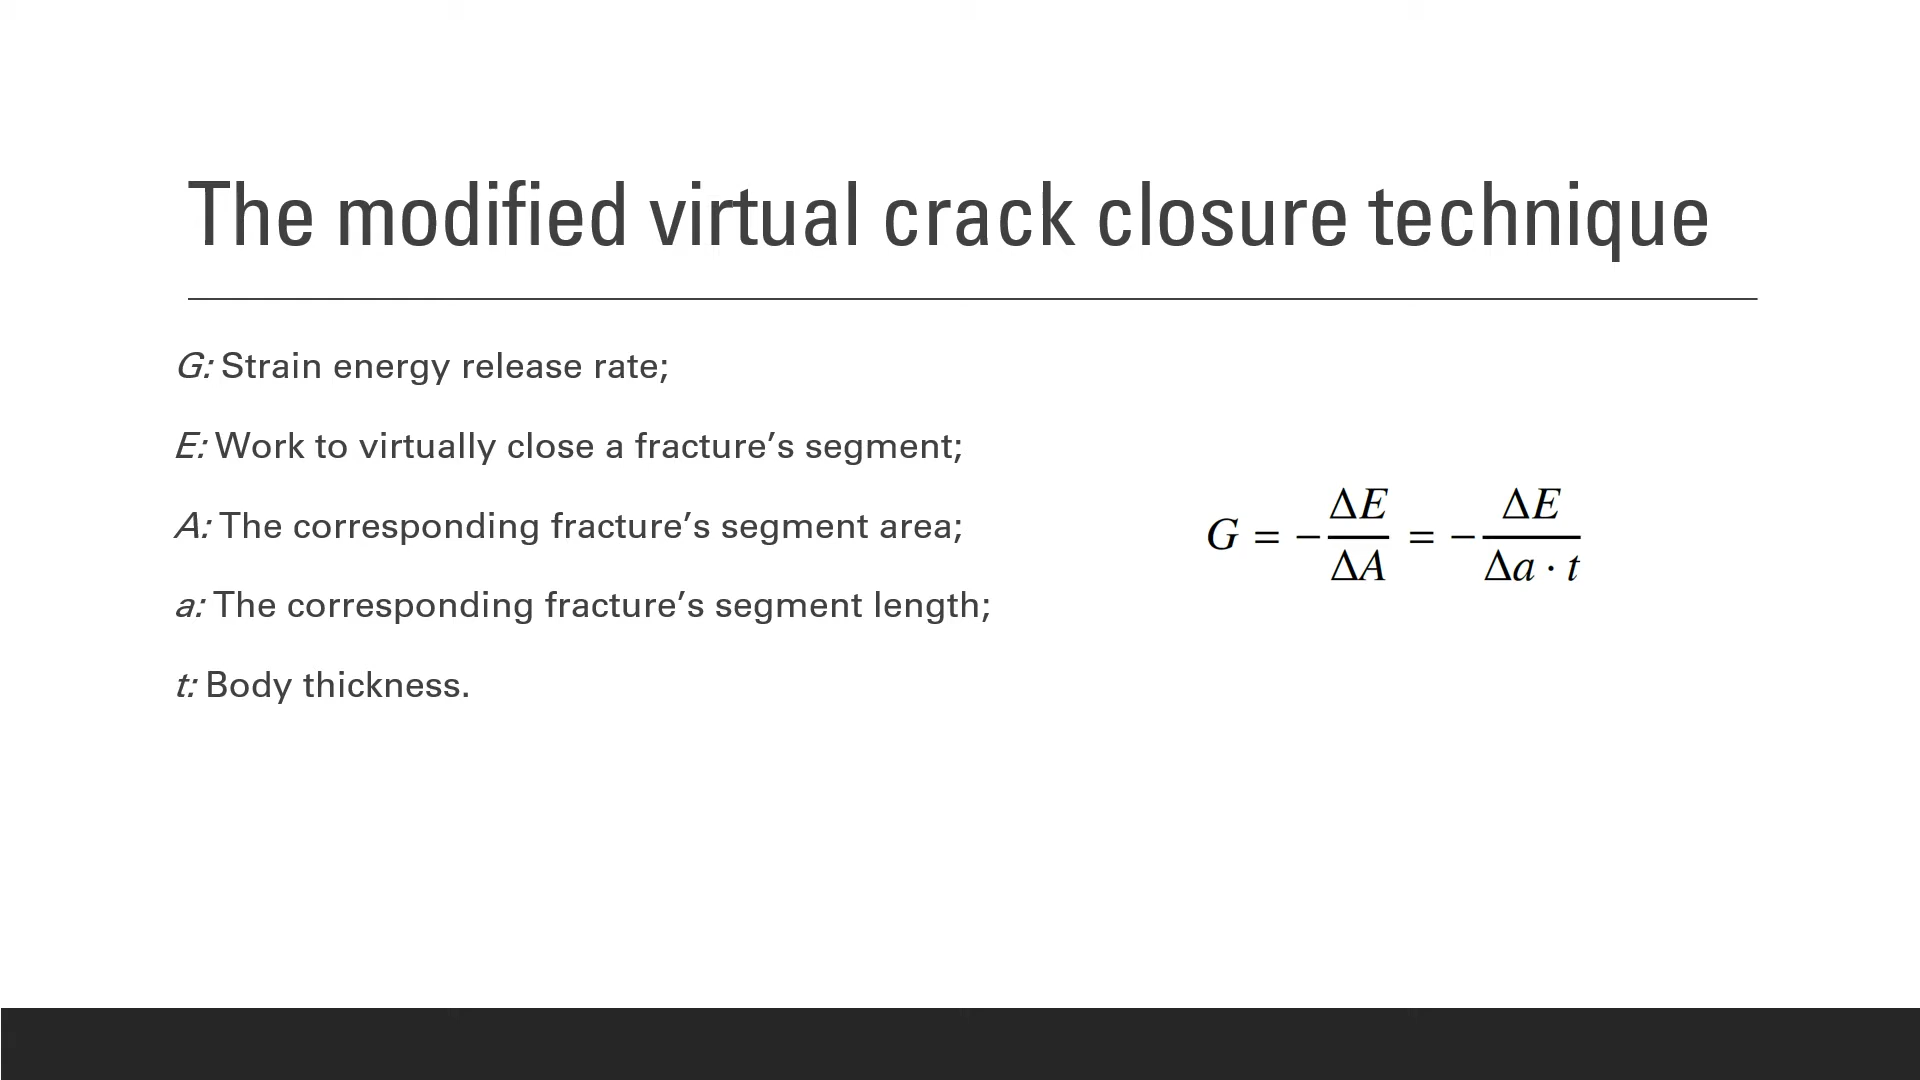 The modified virtual crack closure technique
G: Strain energy release rate;
E: Work to virtually close a fracture’s segment;
A: The corresponding fracture’s segment area;
a: The corresponding fracture’s segment length;
t: Body thickness.
G = −ΔE/ΔA = −ΔE/(Δa · t)